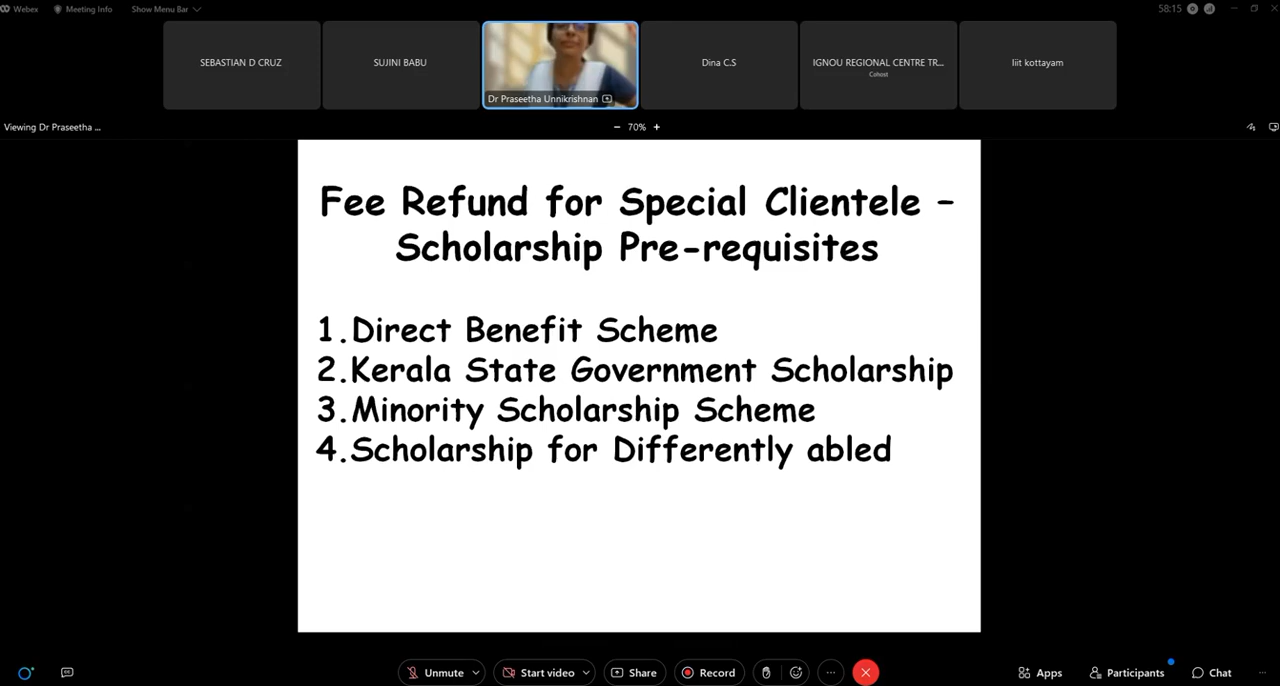 Webex Meeting Info Show Menu Bar 58:15
SEBASTIAN D CRUZ
SUJINI BABU
Dr Praseetha Unnikrishnan
Dina C.S
IGNOU REGIONAL CENTRE TR...
Cohost
liit kottayam
Viewing Dr Praseetha ... − 70% +
Fee Refund for Special Clientele –
Scholarship Pre-requisites
1.Direct Benefit Scheme
2.Kerala State Government Scholarship
3.Minority Scholarship Scheme
4.Scholarship for Differently abled
Unmute Start video Share Record Apps Participants Chat